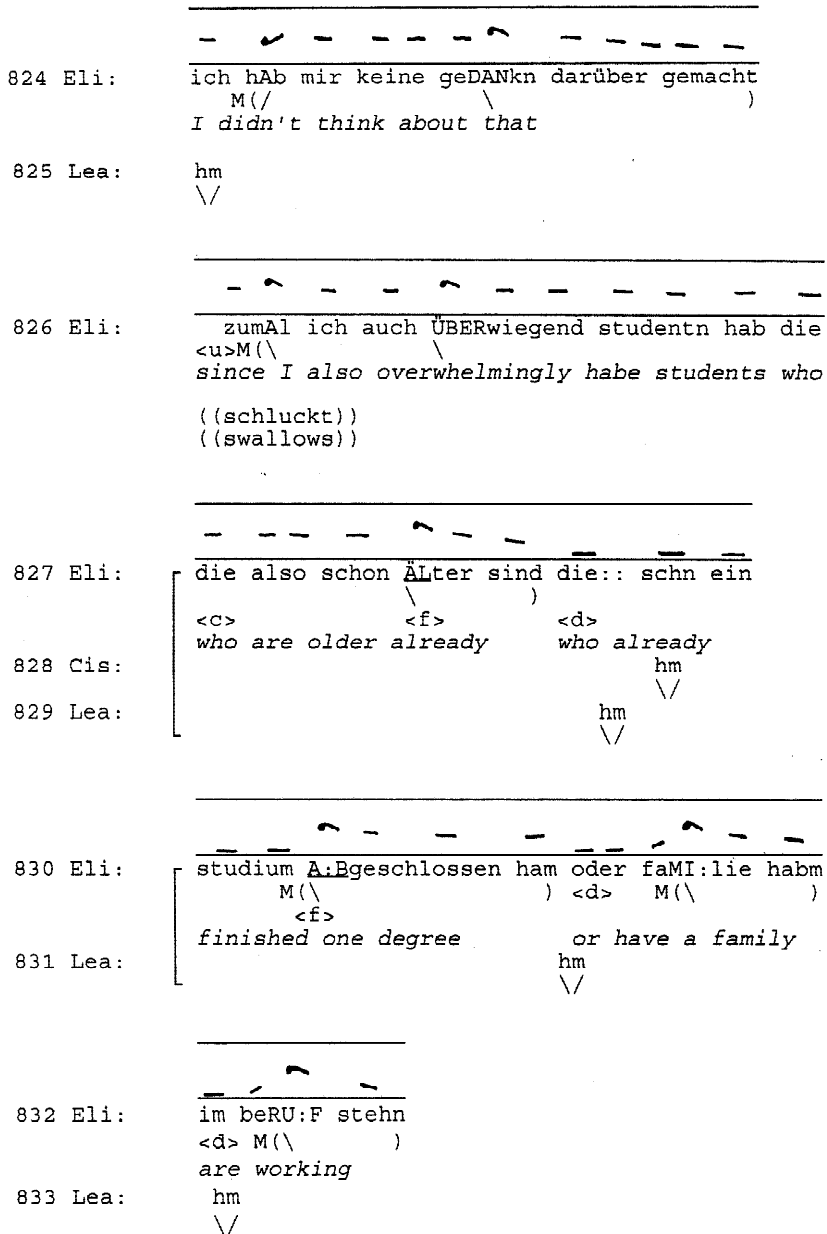 824 Eli: ich hAb mir keine geDANkn darüber gemacht
M(/ \ )
I didn't think about that
825 Lea: hm
\/
826 Eli: zumAl ich auch ÜBERwiegend studentn hab die
<u>M(\ \
since I also overwhelmingly habe students who
((schluckt))
((swallows))
827 Eli: die also schon ÄLter sind die:: schn ein
\ )
<c> <f> <d>
who are older already who already
828 Cis: hm
\/
829 Lea: hm
\/
830 Eli: studium A:Bgeschlossen ham oder faMI:lie habm
M(\ ) <d> M(\ )
<f>
finished one degree or have a family
831 Lea: hm
\/
832 Eli: im beRU:F stehn
<d> M(\ )
are working
833 Lea: hm
\/